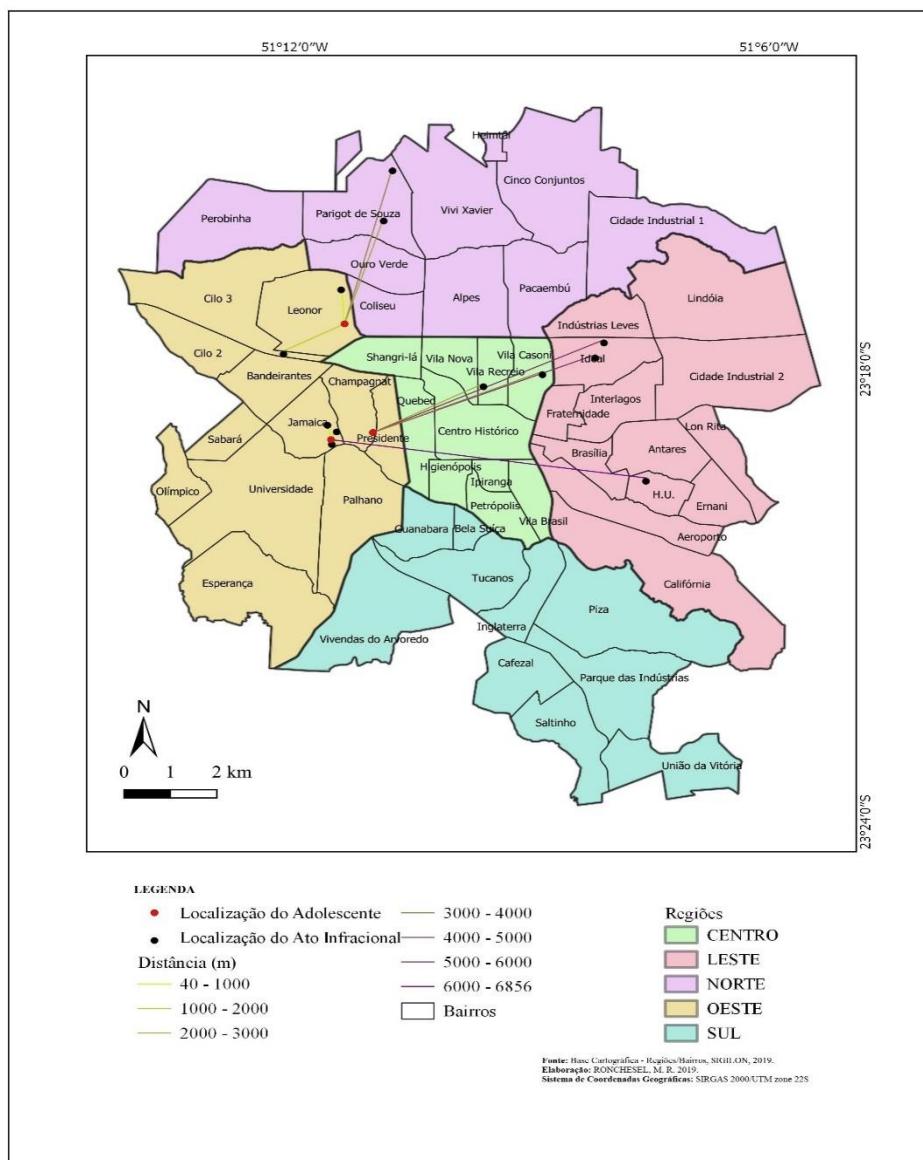 51°12'0"W
51°6'0"W
Heimtal
Cinco Conjuntos
Perobinha
Parigot de Souza
Vivi Xavier
Cidade Industrial 1
Ouro Verde
Cilo 3
Leonor
Coliseu
Alpes
Pacaembú
Lindóia
Indústrias Leves
Cilo 2
Shangri-lá
Vila Nova
Vila Casoni
Ideal
23°18'0"S
Bandeirantes
Champagnat
Vila Recreio
Cidade Industrial 2
Quebec
Interlagos
Jamaica
Presidente
Centro Histórico
Fraternidade
Lon Rita
Sabará
Brasília
Antares
Higienópolis
Olímpico
Universidade
Palhano
Ipiranga
H.U.
Petrópolis
Ernani
Guanabara
Bela Suíça
Vila Brasil
Aeroporto
Esperança
Tucanos
Califórnia
Piza
Vivendas do Arvoredo
Inglaterra
Cafezal
Parque das Indústrias
Saltinho
União da Vitória
N
0 1 2 km
23°24'0"S
LEGENDA
Localização do Adolescente
Localização do Ato Infracional
Distância (m)
40 - 1000
1000 - 2000
2000 - 3000
3000 - 4000
4000 - 5000
5000 - 6000
6000 - 6856
Bairros
Regiões
CENTRO
LESTE
NORTE
OESTE
SUL
Fonte: Base Cartográfica - Regiões/Bairros, SIGILON, 2019.
Elaboração: RONCHESEL, M. R. 2019.
Sistema de Coordenadas Geográficas: SIRGAS 2000/UTM zone 22S